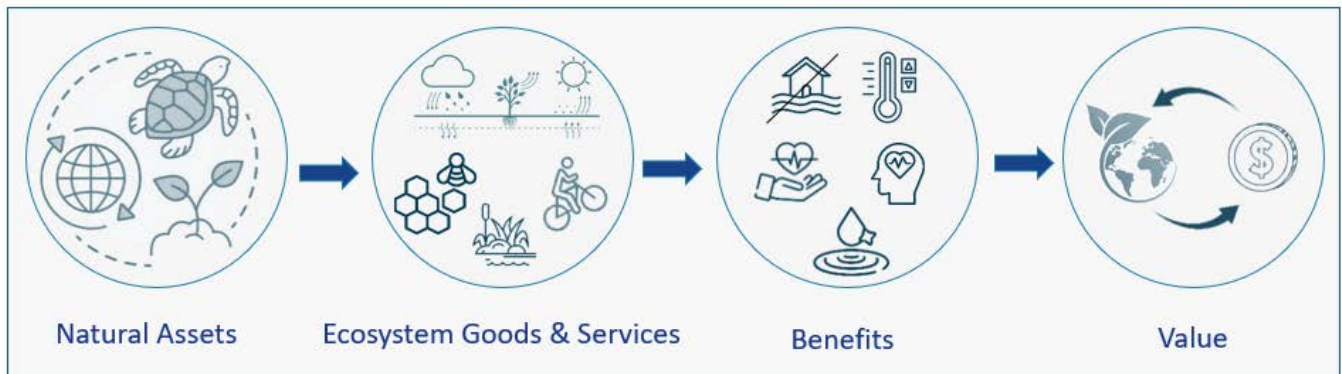 $
Natural Assets
Ecosystem Goods & Services
Benefits
Value